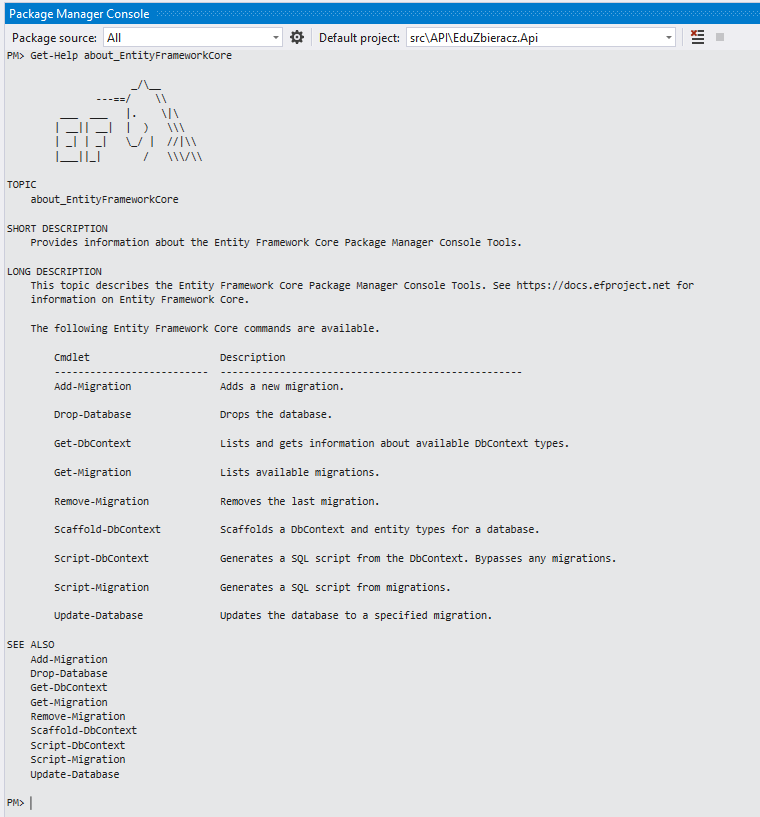 Package Manager Console
Package source: All Default project: src\API\EduZbieracz.Api
PM> Get-Help about_EntityFrameworkCore
                     _/\__
               ---==/    \\
         ___  ___   |.    \|\
        | __|| __|  |  )   \\\
        | _| | _|   \_/ |  //|\\
        |___||_|       /   \\\/\\
TOPIC
    about_EntityFrameworkCore
SHORT DESCRIPTION
    Provides information about the Entity Framework Core Package Manager Console Tools.
LONG DESCRIPTION
    This topic describes the Entity Framework Core Package Manager Console Tools. See https://docs.efproject.net for
    information on Entity Framework Core.
    The following Entity Framework Core commands are available.
        Cmdlet                      Description
        --------------------------  ---------------------------------------------------
        Add-Migration               Adds a new migration.
        Drop-Database               Drops the database.
        Get-DbContext               Lists and gets information about available DbContext types.
        Get-Migration               Lists available migrations.
        Remove-Migration            Removes the last migration.
        Scaffold-DbContext          Scaffolds a DbContext and entity types for a database.
        Script-DbContext            Generates a SQL script from the DbContext. Bypasses any migrations.
        Script-Migration            Generates a SQL script from migrations.
        Update-Database             Updates the database to a specified migration.
SEE ALSO
    Add-Migration
    Drop-Database
    Get-DbContext
    Get-Migration
    Remove-Migration
    Scaffold-DbContext
    Script-DbContext
    Script-Migration
    Update-Database
PM>